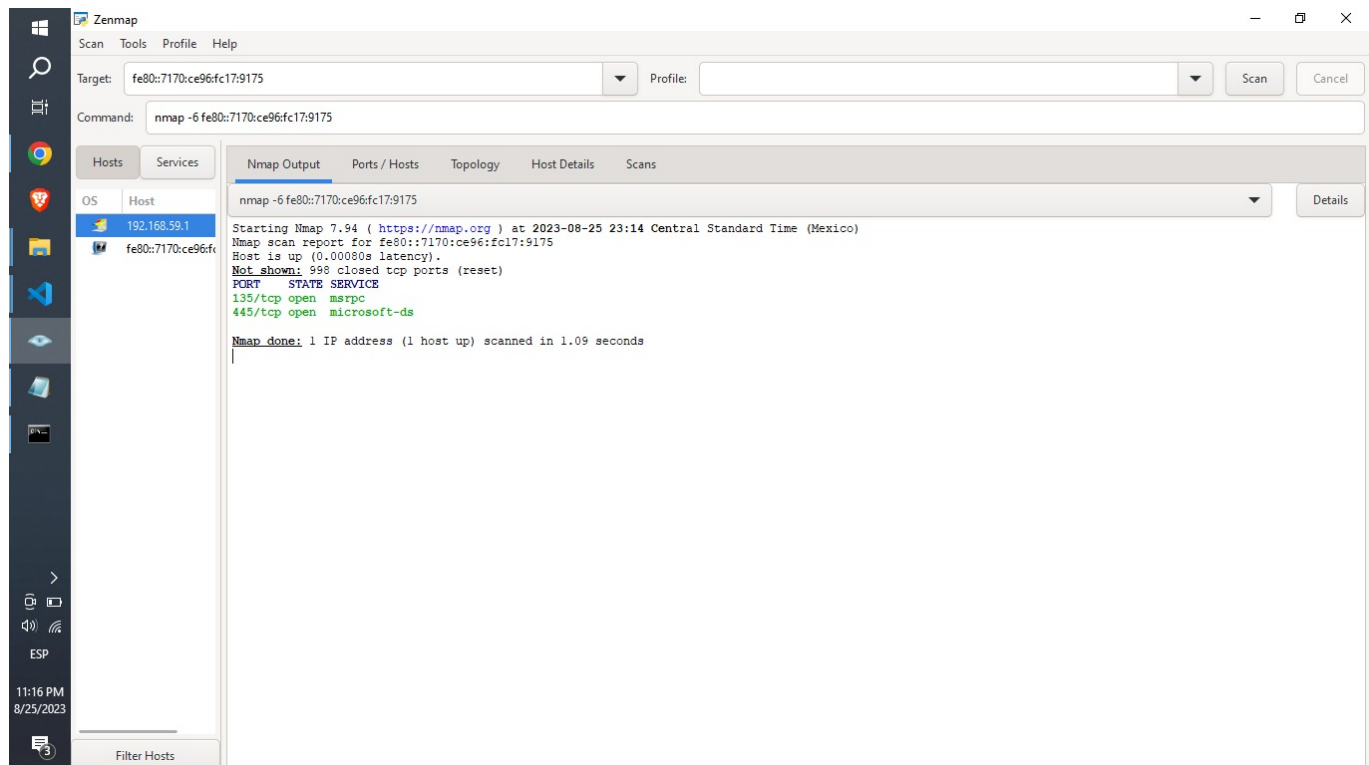 Zenmap
Scan Tools Profile Help
Target: fe80::7170:ce96:fc17:9175 Profile: Scan Cancel
Command: nmap -6 fe80::7170:ce96:fc17:9175
Hosts Services
Nmap Output Ports / Hosts Topology Host Details Scans
OS Host
nmap -6 fe80::7170:ce96:fc17:9175 Details
192.168.59.1
fe80::7170:ce96:fc
Starting Nmap 7.94 ( https://nmap.org ) at 2023-08-25 23:14 Central Standard Time (Mexico)
Nmap scan report for fe80::7170:ce96:fc17:9175
Host is up (0.00080s latency).
Not shown: 998 closed tcp ports (reset)
PORT STATE SERVICE
135/tcp open msrpc
445/tcp open microsoft-ds
Nmap done: 1 IP address (1 host up) scanned in 1.09 seconds
Filter Hosts
ESP
11:16 PM
8/25/2023
3